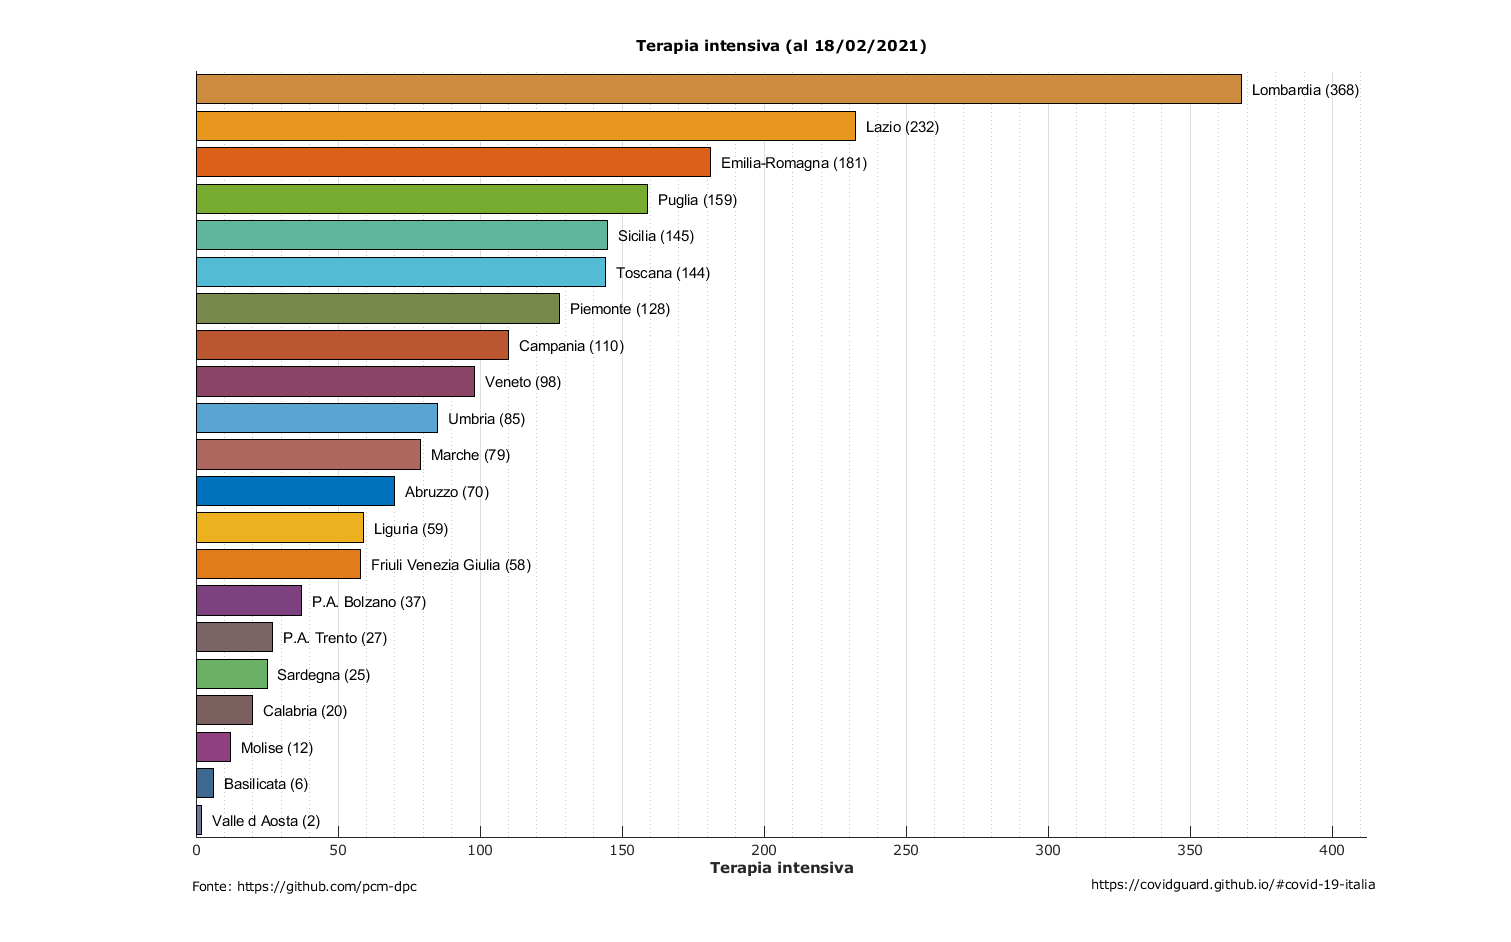 Terapia intensiva (al 18/02/2021)
Lombardia (368)
Lazio (232)
Emilia-Romagna (181)
Puglia (159)
Sicilia (145)
Toscana (144)
Piemonte (128)
Campania (110)
Veneto (98)
Umbria (85)
Marche (79)
Abruzzo (70)
Liguria (59)
Friuli Venezia Giulia (58)
P.A. Bolzano (37)
P.A. Trento (27)
Sardegna (25)
Calabria (20)
Molise (12)
Basilicata (6)
Valle d Aosta (2)
0 50 100 150 200 250 300 350 400
Terapia intensiva
Fonte: https://github.com/pcm-dpc
https://covidguard.github.io/#covid-19-italia